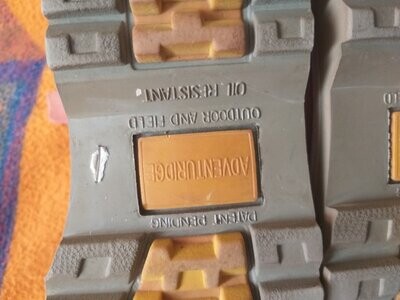 PATENT PENDING
ADVENTURIDGE
OUTDOOR AND FIELD
OIL RESISTANT